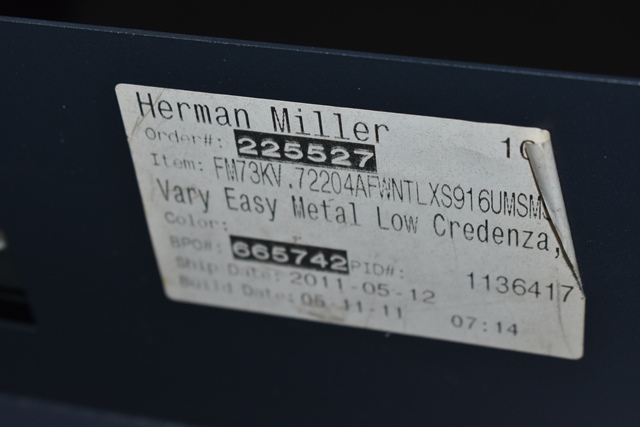 Herman Miller
Order#: 225527
Item: FM73KV.72204AFWNTLXS916UMSMS
Vary Easy Metal Low Credenza,
Color:
BPO#: 665742 PID#: 1136417
Ship Date: 2011-05-12
Build Date: 05-11-11 07:14